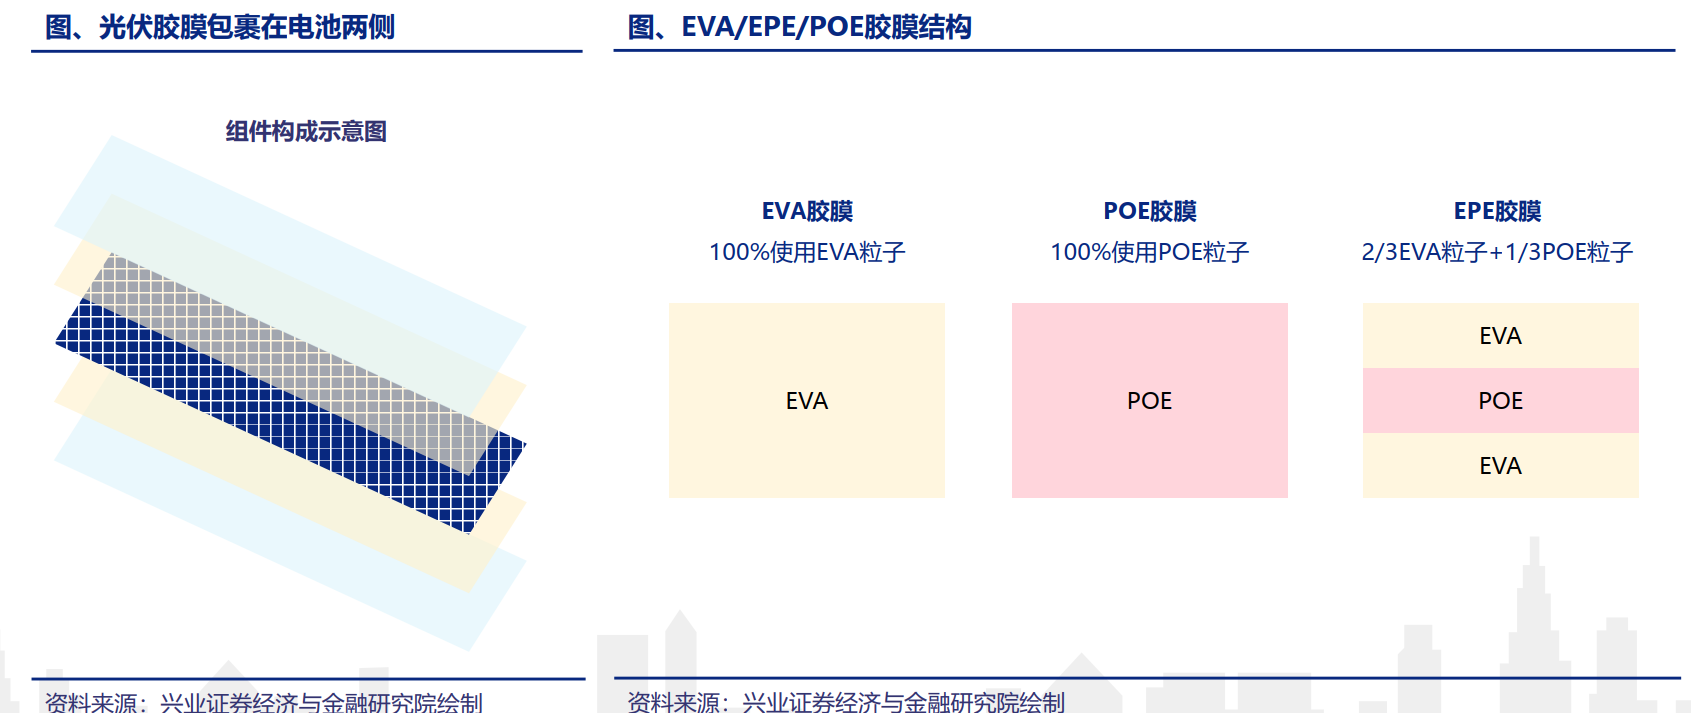 图、光伏胶膜包裹在电池两侧
组件构成示意图
资料来源：兴业证券经济与金融研究院绘制
图、EVA/EPE/POE胶膜结构
EVA胶膜
100%使用EVA粒子
EVA
POE胶膜
100%使用POE粒子
POE
EPE胶膜
2/3EVA粒子+1/3POE粒子
EVA
POE
EVA
资料来源：兴业证券经济与金融研究院绘制